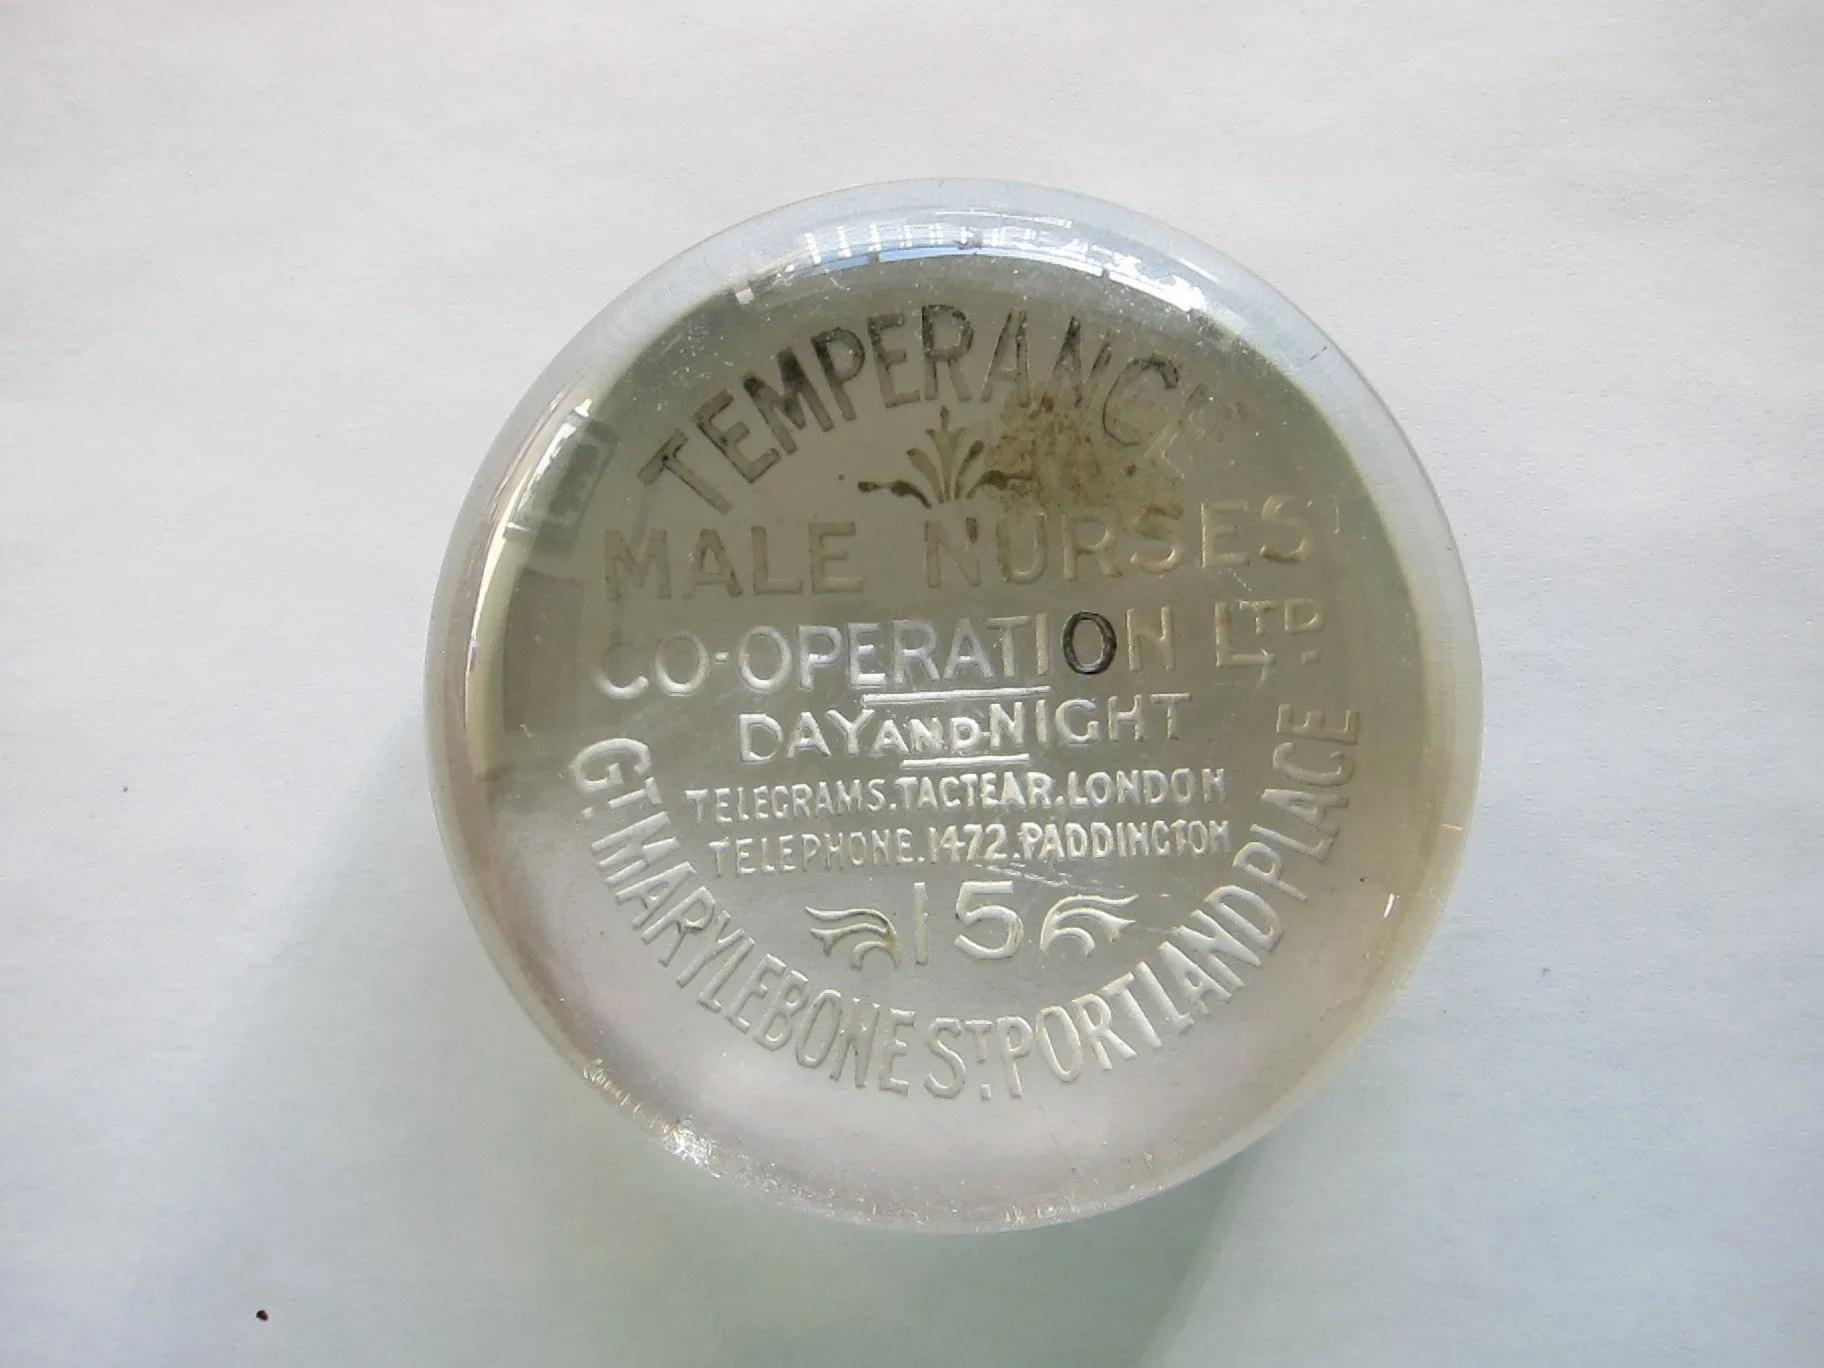 TEMPERANCE
MALE NURSES
CO-OPERATION LTD.
DAY AND NIGHT
TELEGRAMS.TACTEAR.LONDON
TELEPHONE.1472.PADDINGTON
15
GT. MARYLEBONE ST. PORTLAND PLACE